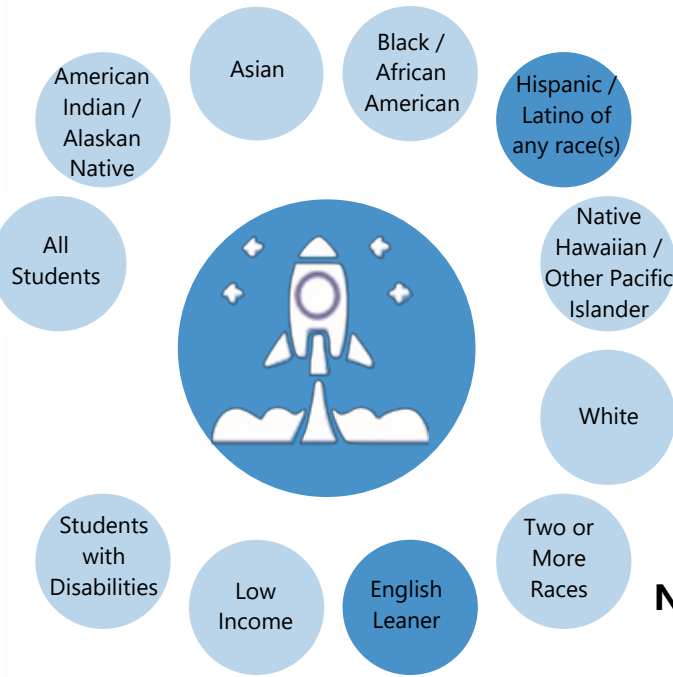 American
Indian /
Alaskan
Native
Asian
Black /
African
American
Hispanic /
Latino of
any race(s)
Native
Hawaiian /
Other Pacific
Islander
White
Two or
More
Races
English
Leaner
Low
Income
Students
with
Disabilities
All
Students
N